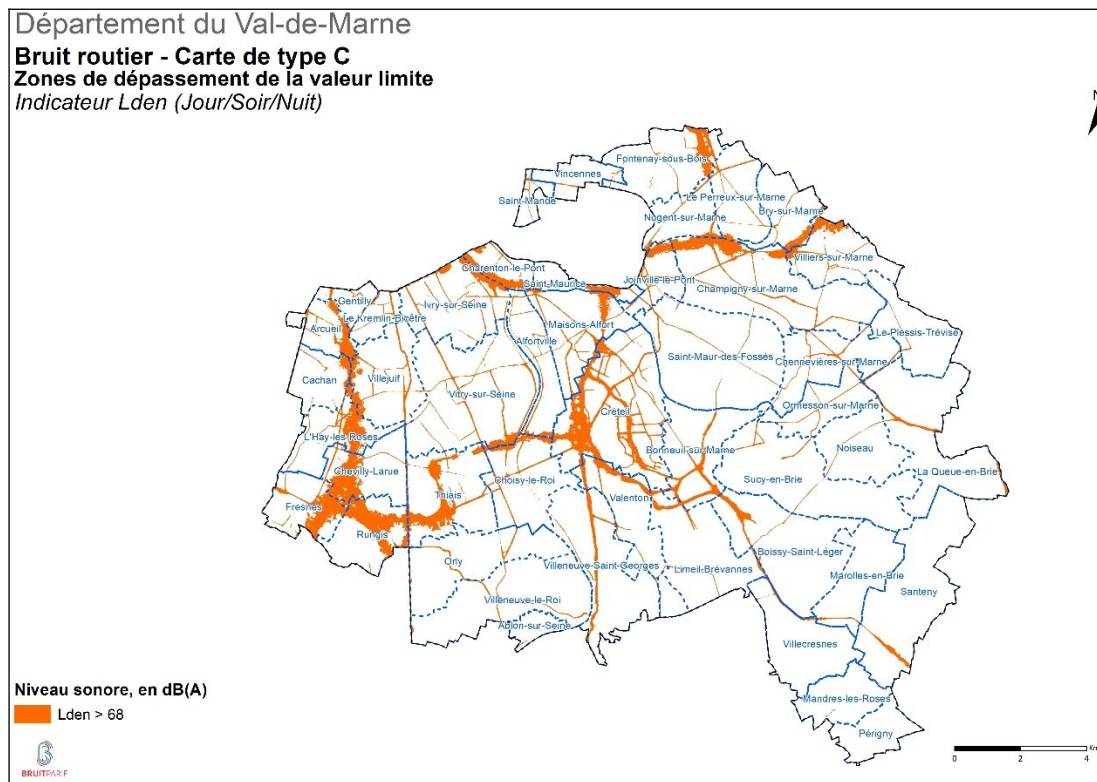 Département du Val-de-Marne
Bruit routier - Carte de type C
Zones de dépassement de la valeur limite
Indicateur Lden (Jour/Soir/Nuit)
Fontenay-sous-Bois
Vincennes
Saint-Mandé
Le Perreux-sur-Marne
Nogent-sur-Marne
Bry-sur-Marne
Villiers-sur-Marne
Charenton-le-Pont
Saint-Maurice
Joinville-le-Pont
Champigny-sur-Marne
Gentilly
Le Kremlin-Bicêtre
Ivry-sur-Seine
Arcueil
Maisons-Alfort
Alfortville
Le-Plessis-Trévise
Saint-Maur-des-Fossés
Chennevières-sur-Marne
Cachan
Villejuif
Vitry-sur-Seine
Créteil
Ormesson-sur-Marne
L'Hay-les-Roses
Bonneuil-sur-Marne
Noiseau
Chevilly-Larue
Choisy-le-Roi
Sucy-en-Brie
La Queue-en-Brie
Thiais
Valenton
Fresnes
Rungis
Orly
Villeneuve-Saint-Georges
Limeil-Brévannes
Boissy-Saint-Léger
Marolles-en-Brie
Santeny
Villeneuve-le-Roi
Ablon-sur-Seine
Villecresnes
Mandres-les-Roses
Périgny
Niveau sonore, en dB(A)
Lden > 68
BRUITPARIF
0 2 4